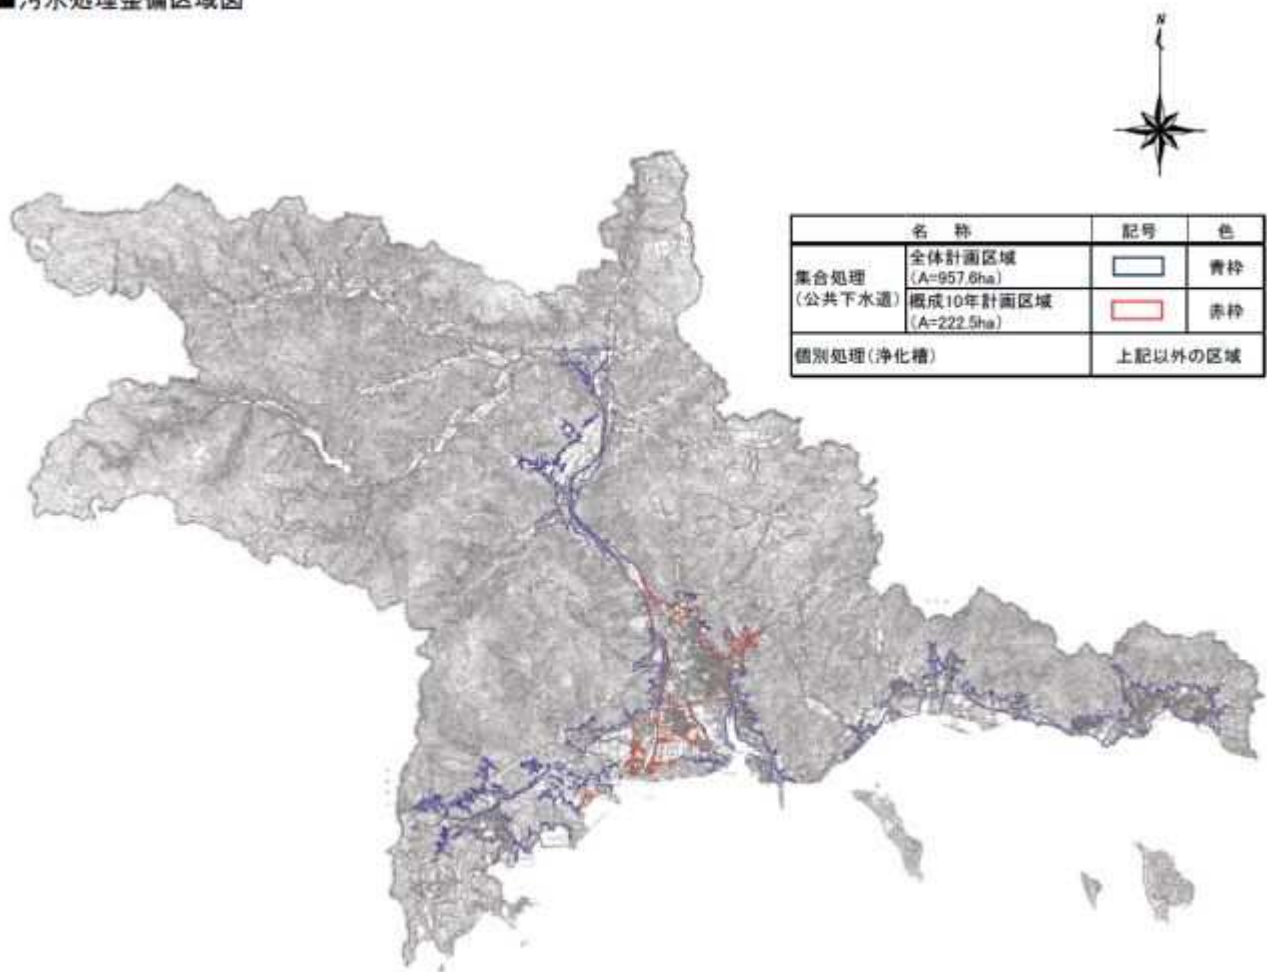 ■汚水処理整備区域図
N
名　称 記号 色
集合処理
(公共下水道)
全体計画区域
(A=957.6ha)
青枠
概成10年計画区域
(A=222.5ha)
赤枠
個別処理(浄化槽) 上記以外の区域